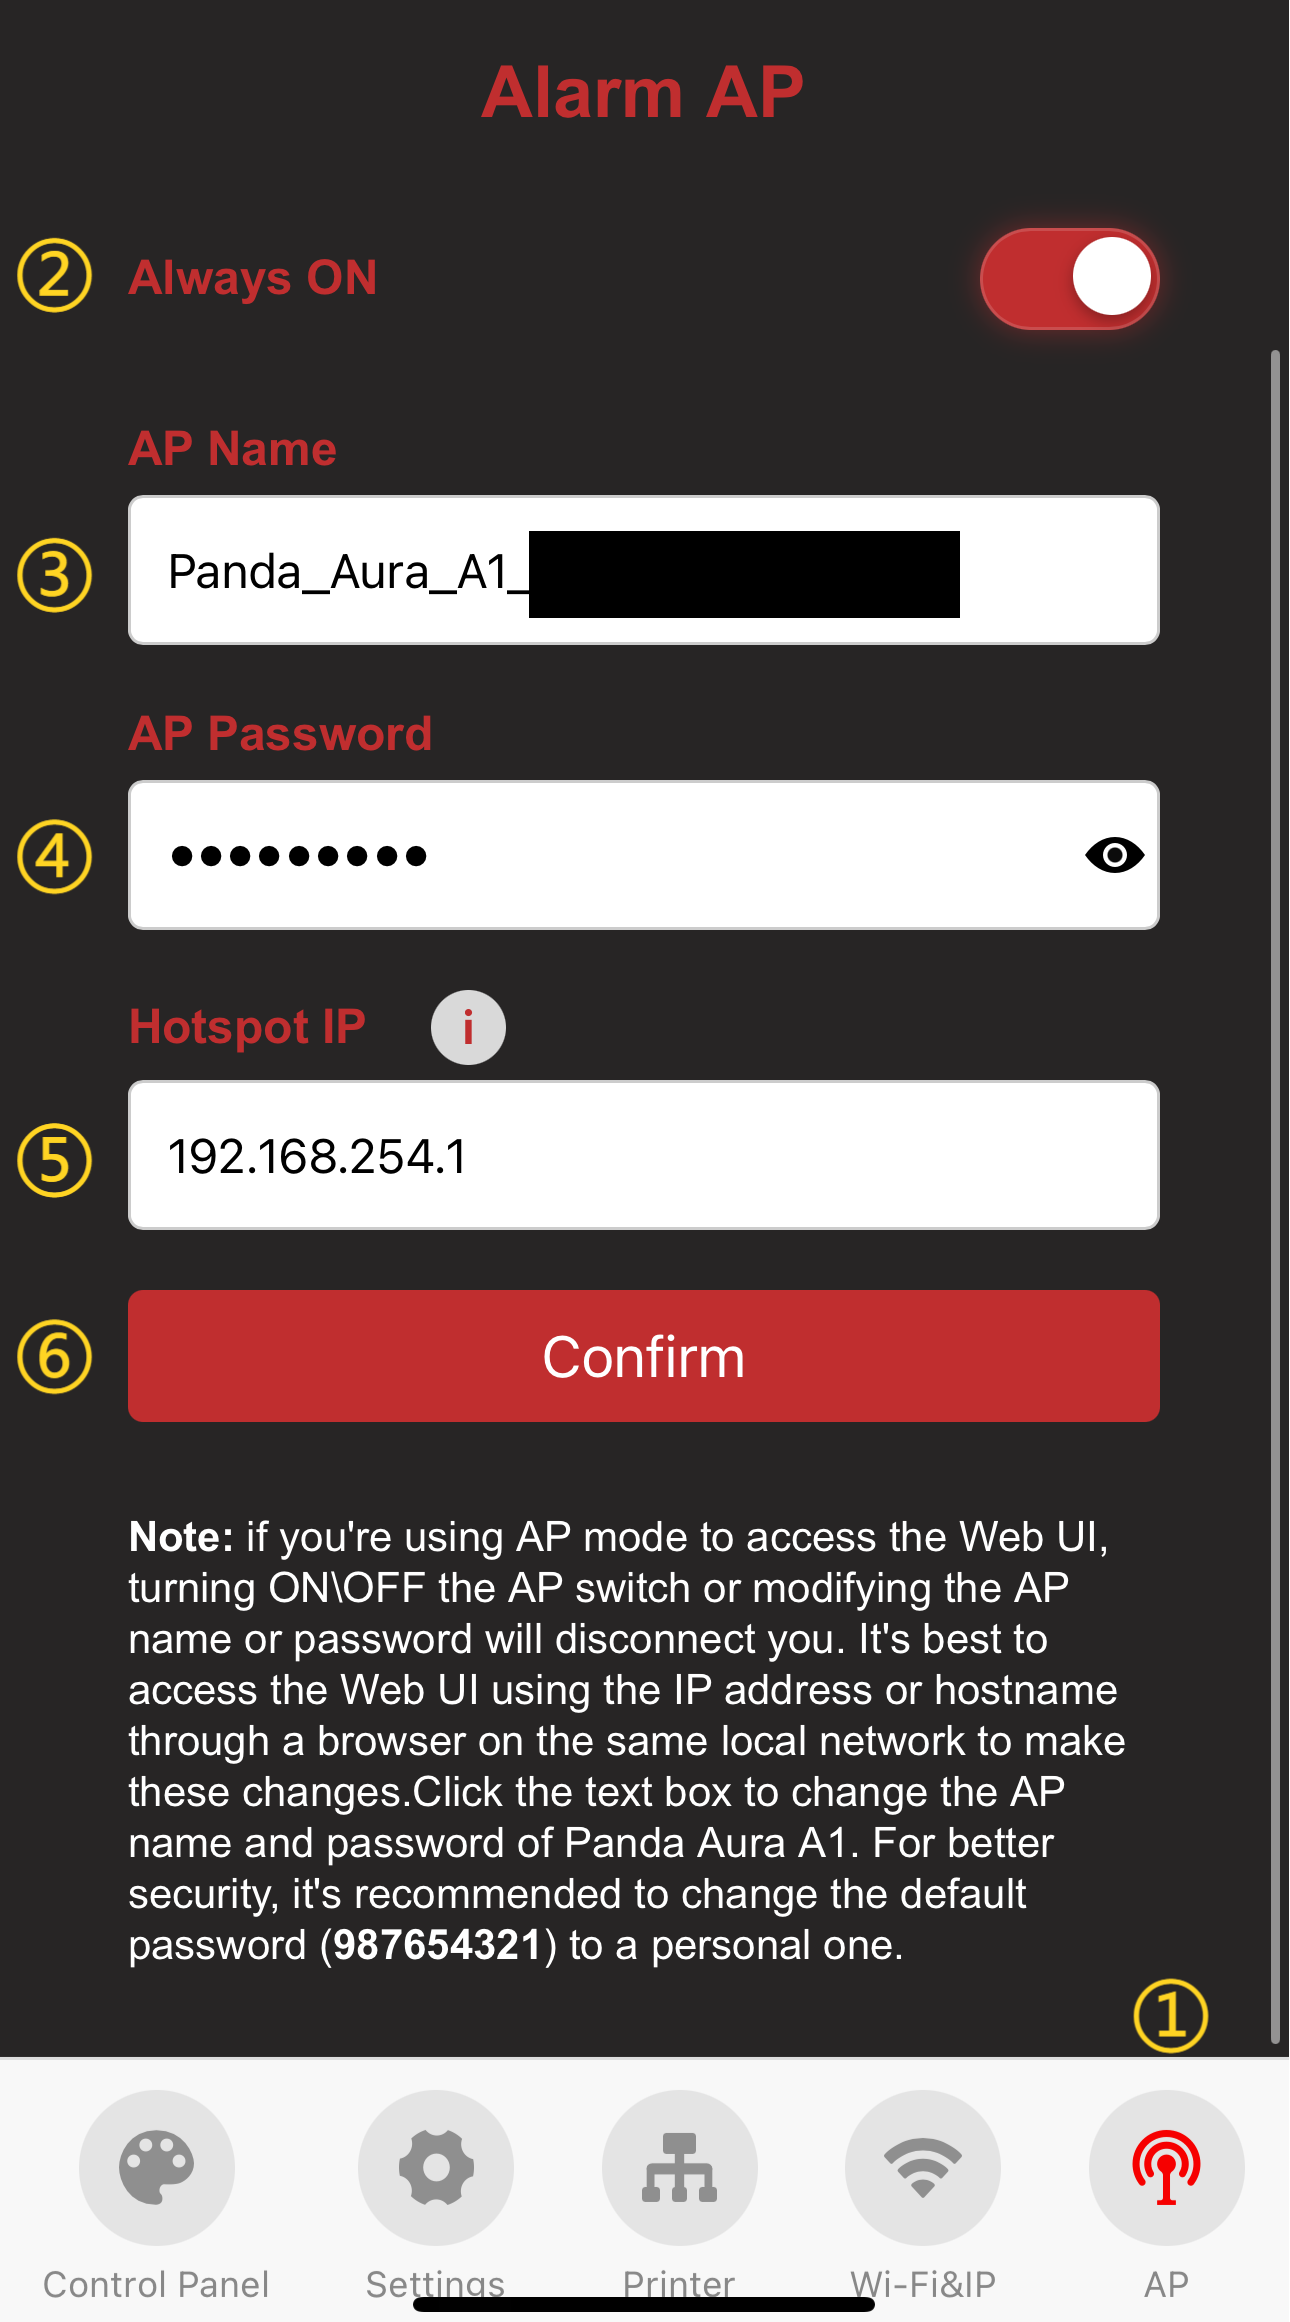 Alarm AP
② Always ON
AP Name
③ Panda_Aura_A1_
AP Password
④ •••••••••
Hotspot IP i
⑤ 192.168.254.1
⑥ Confirm
Note: if you're using AP mode to access the Web UI,
turning ON\OFF the AP switch or modifying the AP
name or password will disconnect you. It's best to
access the Web UI using the IP address or hostname
through a browser on the same local network to make
these changes.Click the text box to change the AP
name and password of Panda Aura A1. For better
security, it's recommended to change the default
password (987654321) to a personal one.
①
Control Panel Settings Printer Wi-Fi&IP AP